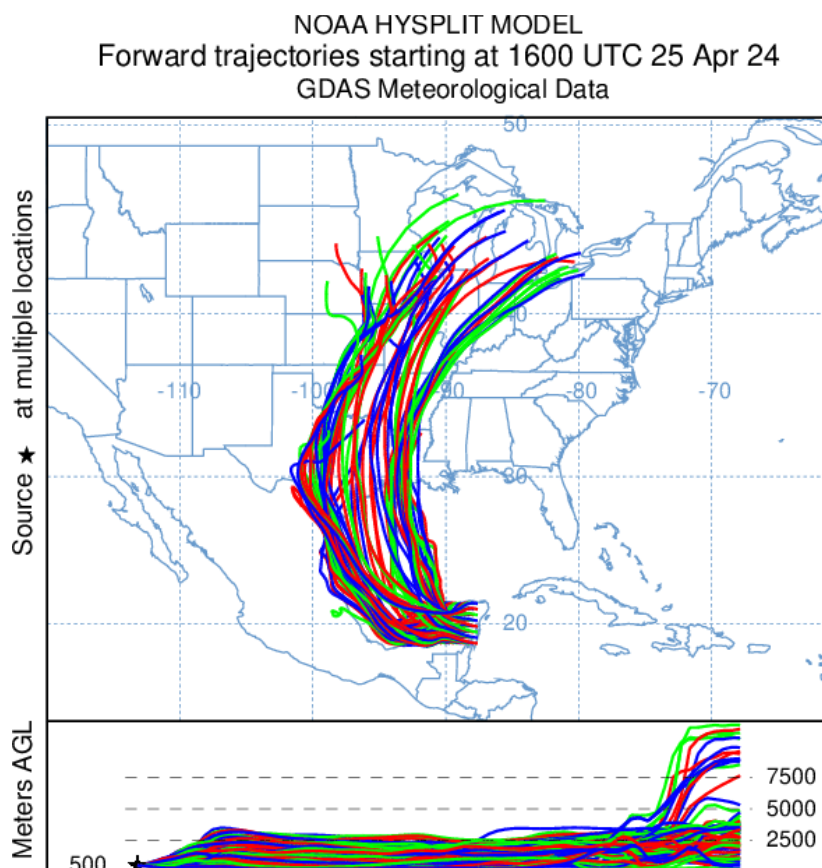 NOAA HYSPLIT MODEL
Forward trajectories starting at 1600 UTC 25 Apr 24
GDAS Meteorological Data
Source ★ at multiple locations
50
40
-110 -100 -90 -80 -70
30
20
Meters AGL
7500
5000
2500
500